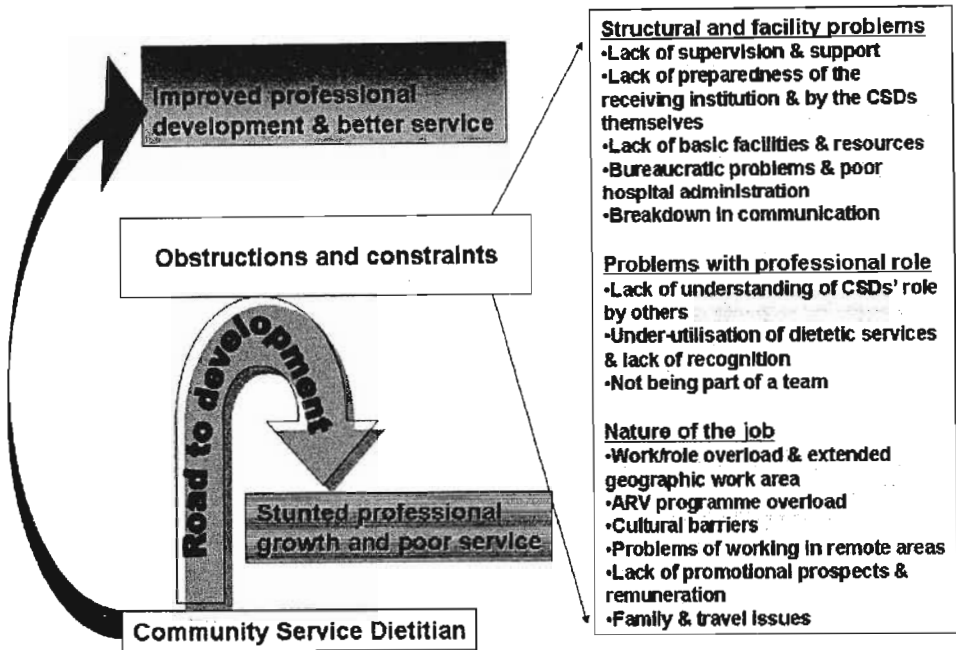 Improved professional
development & better service
Obstructions and constraints
Road to development
Stunted professional
growth and poor service
Community Service Dietitian
Structural and facility problems
•Lack of supervision & support
•Lack of preparedness of the
receiving institution & by the CSDs
themselves
•Lack of basic facilities & resources
•Bureaucratic problems & poor
hospital administration
•Breakdown in communication
Problems with professional role
•Lack of understanding of CSDs' role
by others
•Under-utilisation of dietetic services
& lack of recognition
•Not being part of a team
Nature of the job
•Work/role overload & extended
geographic work area
•ARV programme overload
•Cultural barriers
•Problems of working in remote areas
•Lack of promotional prospects &
remuneration
•Family & travel issues